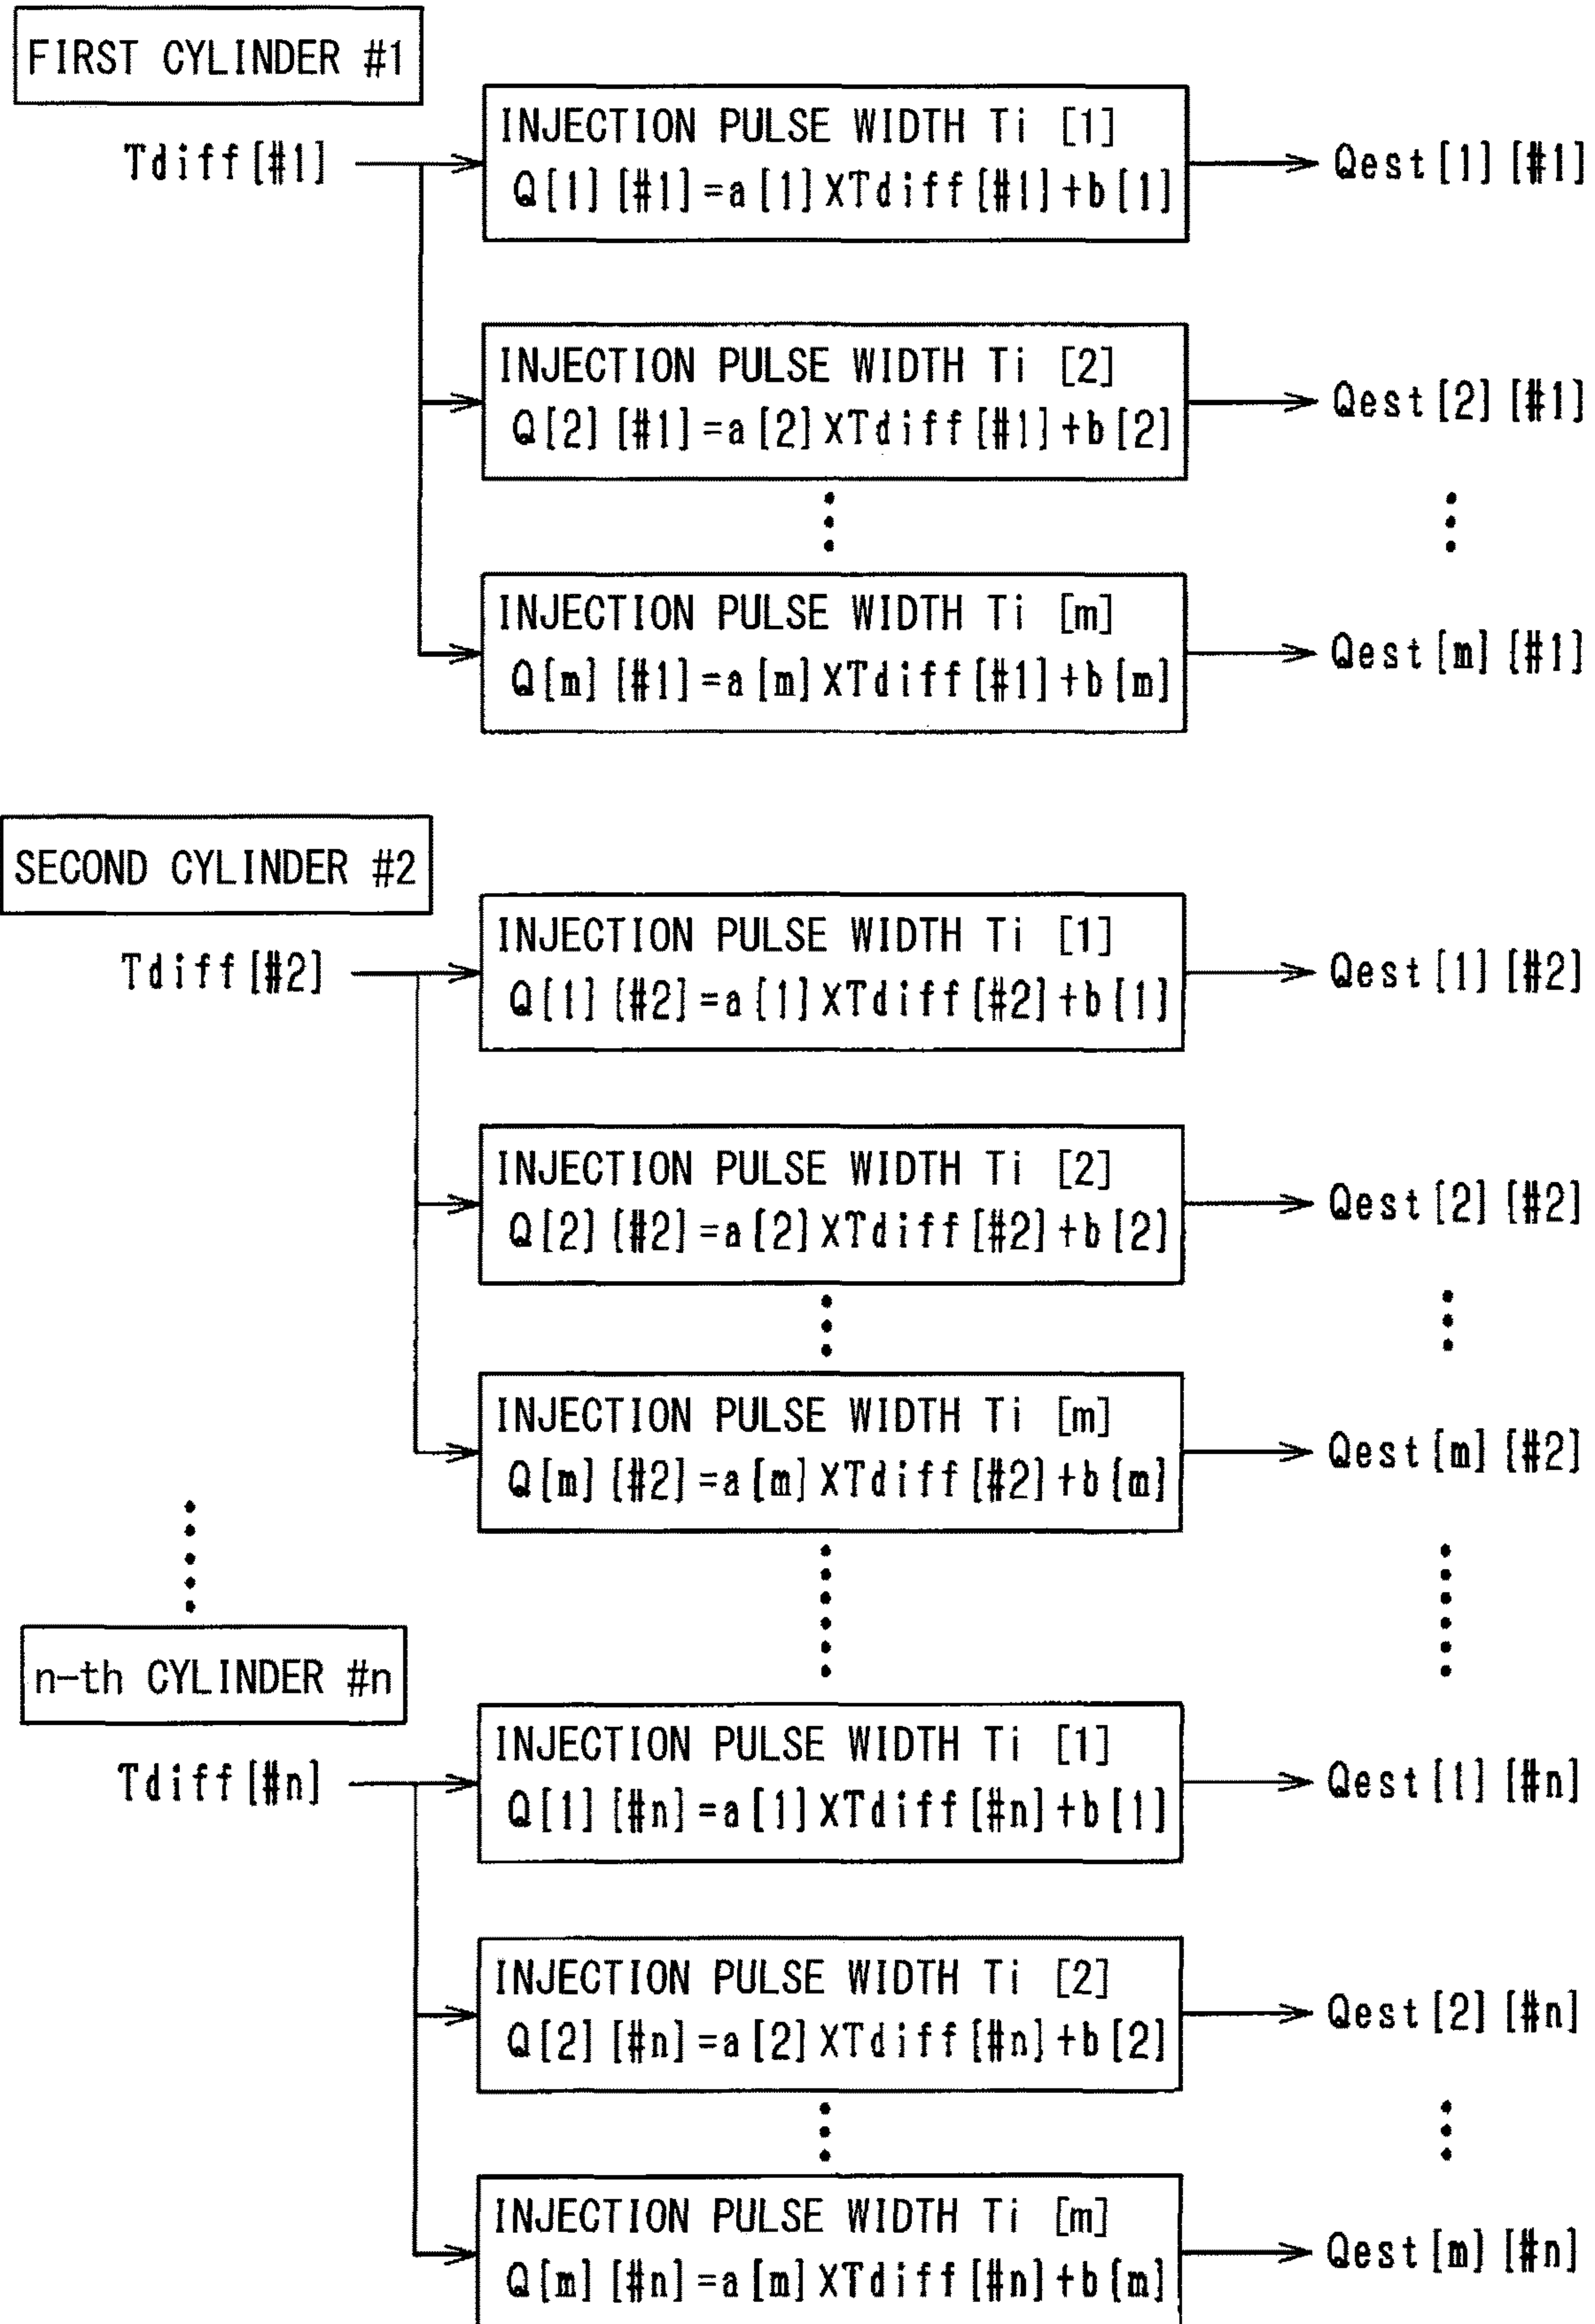 FIRST CYLINDER #1
Tdiff[#1]
INJECTION PULSE WIDTH Ti [1]
Q[1][#1]=a[1]XTdiff[#1]+b[1]
Qest[1][#1]
INJECTION PULSE WIDTH Ti [2]
Q[2][#1]=a[2]XTdiff[#1]+b[2]
Qest[2][#1]
INJECTION PULSE WIDTH Ti [m]
Q[m][#1]=a[m]XTdiff[#1]+b[m]
Qest[m][#1]
SECOND CYLINDER #2
Tdiff[#2]
INJECTION PULSE WIDTH Ti [1]
Q[1][#2]=a[1]XTdiff[#2]+b[1]
Qest[1][#2]
INJECTION PULSE WIDTH Ti [2]
Q[2][#2]=a[2]XTdiff[#2]+b[2]
Qest[2][#2]
INJECTION PULSE WIDTH Ti [m]
Q[m][#2]=a[m]XTdiff[#2]+b[m]
Qest[m][#2]
n-th CYLINDER #n
Tdiff[#n]
INJECTION PULSE WIDTH Ti [1]
Q[1][#n]=a[1]XTdiff[#n]+b[1]
Qest[1][#n]
INJECTION PULSE WIDTH Ti [2]
Q[2][#n]=a[2]XTdiff[#n]+b[2]
Qest[2][#n]
INJECTION PULSE WIDTH Ti [m]
Q[m][#n]=a[m]XTdiff[#n]+b[m]
Qest[m][#n]